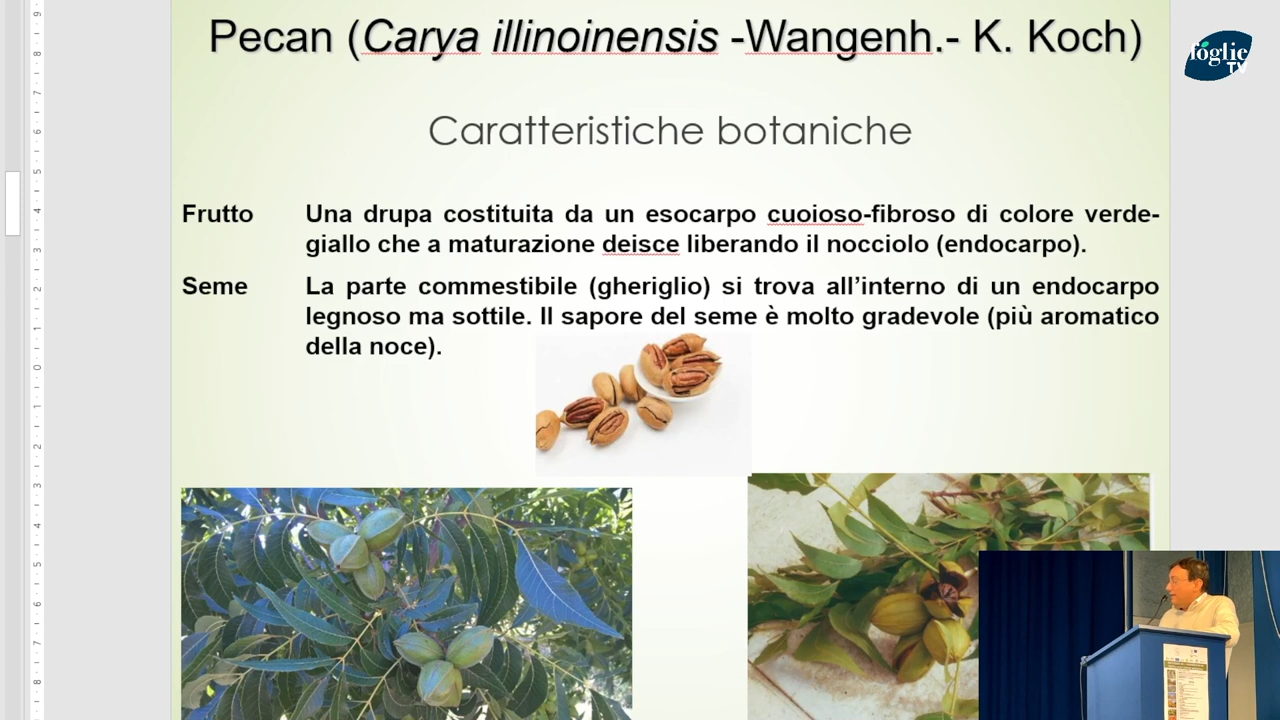 Pecan (Carya illinoinensis -Wangenh.- K. Koch)
foglie
TV
Caratteristiche botaniche
Frutto Una drupa costituita da un esocarpo cuoioso-fibroso di colore verde-
giallo che a maturazione deisce liberando il nocciolo (endocarpo).
Seme La parte commestibile (gheriglio) si trova all’interno di un endocarpo
legnoso ma sottile. Il sapore del seme è molto gradevole (più aromatico
della noce).